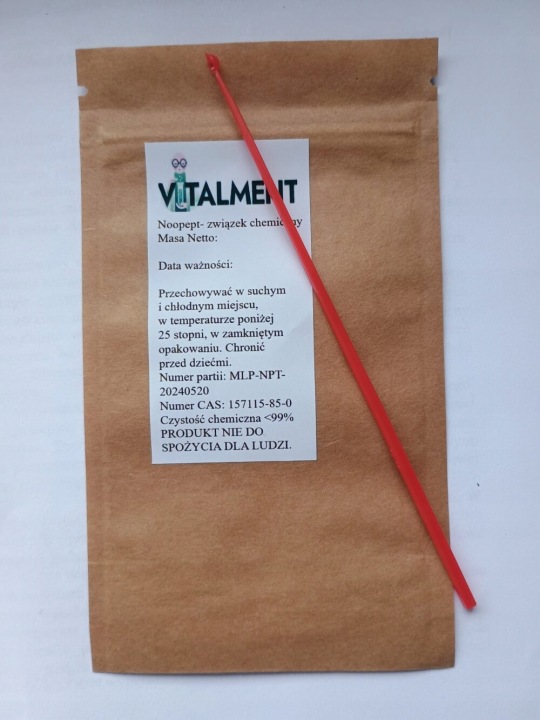 VITALMENT
Noopept- związek chemiczny
Masa Netto:
Data ważności:
Przechowywać w suchym
i chłodnym miejscu,
w temperaturze poniżej
25 stopni, w zamkniętym
opakowaniu. Chronić
przed dziećmi.
Numer partii: MLP-NPT-
20240520
Numer CAS: 157115-85-0
Czystość chemiczna <99%
PRODUKT NIE DO
SPOŻYCIA DLA LUDZI.